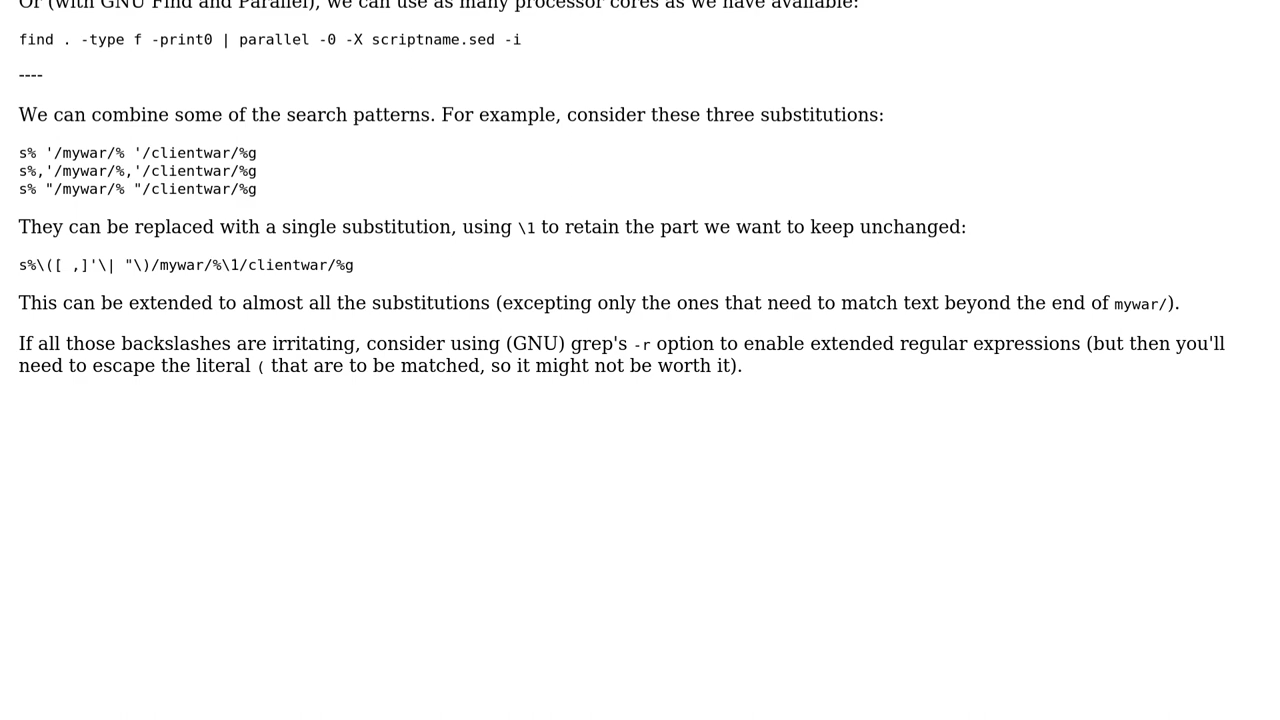 Or (with GNU Find and Parallel), we can use as many processor cores as we have available:
find . -type f -print0 | parallel -0 -X scriptname.sed -i
----
We can combine some of the search patterns. For example, consider these three substitutions:
s% '/mywar/% '/clientwar/%g
s%,'/mywar/%,'/clientwar/%g
s% "/mywar/% "/clientwar/%g
They can be replaced with a single substitution, using \1 to retain the part we want to keep unchanged:
s%\([ ,]'\| "\)/mywar/%\1/clientwar/%g
This can be extended to almost all the substitutions (excepting only the ones that need to match text beyond the end of mywar/).
If all those backslashes are irritating, consider using (GNU) grep's -r option to enable extended regular expressions (but then you'll
need to escape the literal ( that are to be matched, so it might not be worth it).